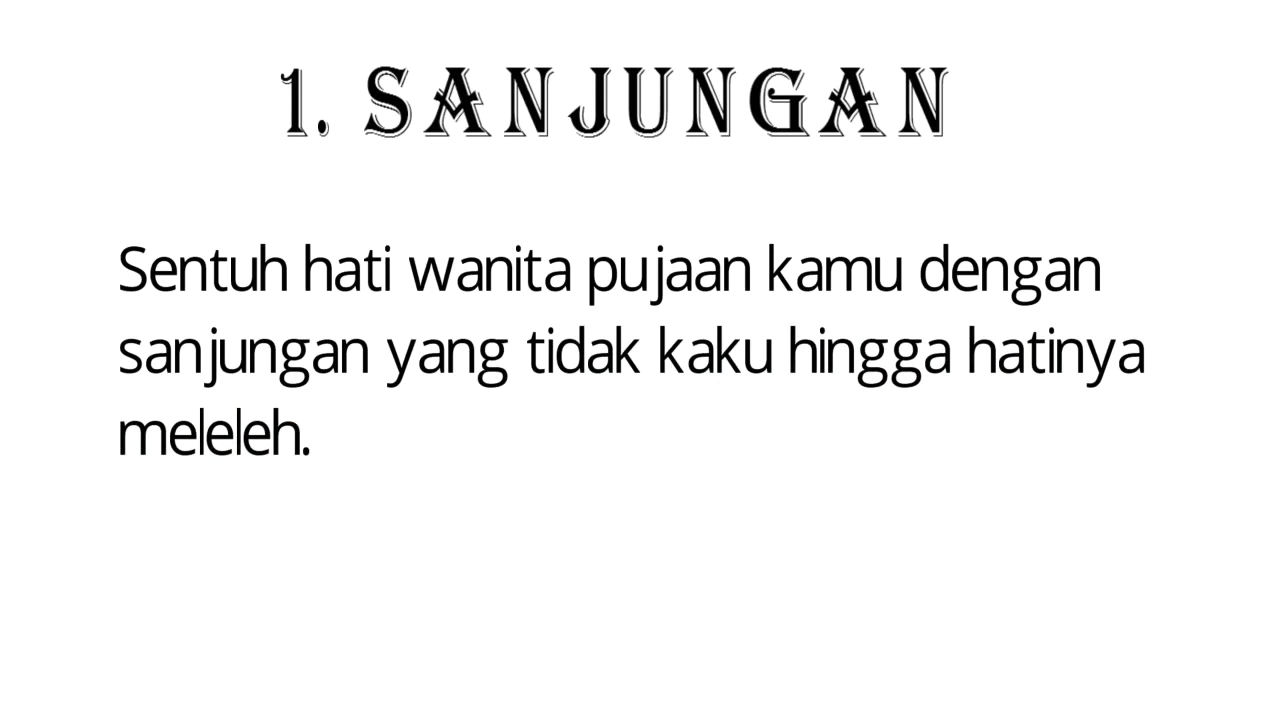 1. SANJUNGAN
Sentuh hati wanita pujaan kamu dengan
sanjungan yang tidak kaku hingga hatinya
meleleh.